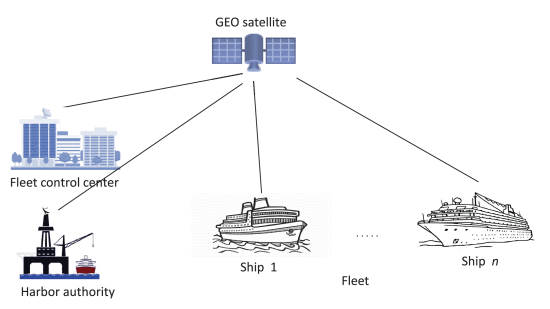 GEO satellite
Fleet control center
Harbor authority
Ship 1
.....
Ship n
Fleet